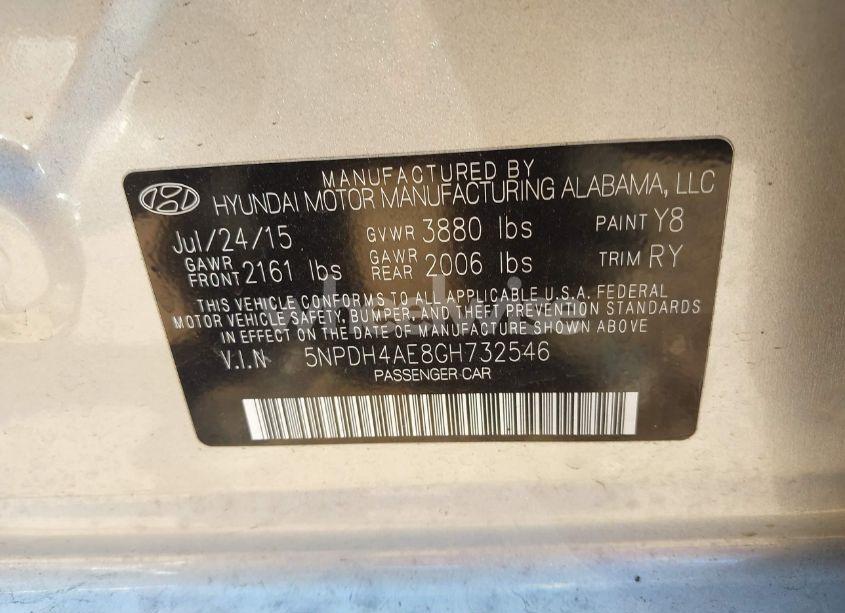 MANUFACTURED BY
HYUNDAI MOTOR MANUFACTURING ALABAMA, LLC
Jul/24/15 GVWR 3880 lbs PAINT Y8
GAWR FRONT 2161 lbs GAWR REAR 2006 lbs TRIM RY
THIS VEHICLE CONFORMS TO ALL APPLICABLE U.S.A. FEDERAL
MOTOR VEHICLE SAFETY, BUMPER, AND THEFT PREVENTION STANDARDS
IN EFFECT ON THE DATE OF MANUFACTURE SHOWN ABOVE
V.I.N 5NPDH4AE8GH732546
PASSENGER CAR